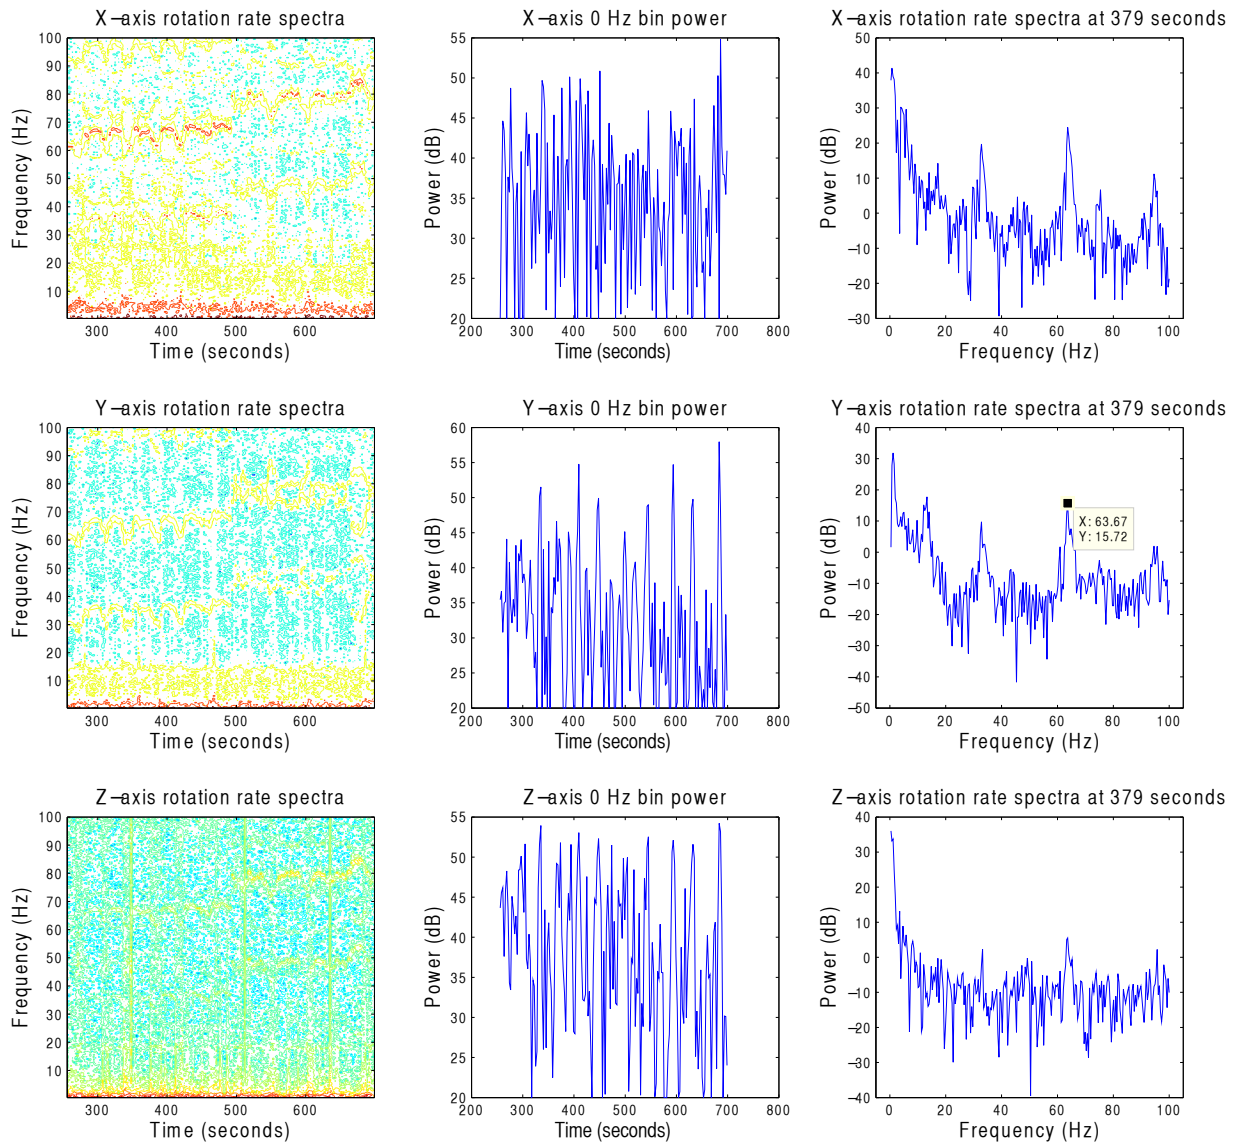 X-axis rotation rate spectra
X-axis 0 Hz bin power
X-axis rotation rate spectra at 379 seconds
Frequency (Hz)
100
90
80
70
60
50
40
30
20
10
300 400 500 600
Time (seconds)
Power (dB)
55
50
45
40
35
30
25
20
200 300 400 500 600 700 800
Time (seconds)
Power (dB)
50
40
30
20
10
0
-10
-20
-30
0 20 40 60 80 100
Frequency (Hz)
Y-axis rotation rate spectra
Y-axis 0 Hz bin power
Y-axis rotation rate spectra at 379 seconds
Frequency (Hz)
100
90
80
70
60
50
40
30
20
10
300 400 500 600
Time (seconds)
Power (dB)
60
55
50
45
40
35
30
25
20
200 300 400 500 600 700 800
Time (seconds)
Power (dB)
40
30
20
10
0
-10
-20
-30
-40
-50
X: 63.67
Y: 15.72
0 20 40 60 80 100
Frequency (Hz)
Z-axis rotation rate spectra
Z-axis 0 Hz bin power
Z-axis rotation rate spectra at 379 seconds
Frequency (Hz)
100
90
80
70
60
50
40
30
20
10
300 400 500 600
Time (seconds)
Power (dB)
55
50
45
40
35
30
25
20
200 300 400 500 600 700 800
Time (seconds)
Power (dB)
40
30
20
10
0
-10
-20
-30
-40
0 20 40 60 80 100
Frequency (Hz)